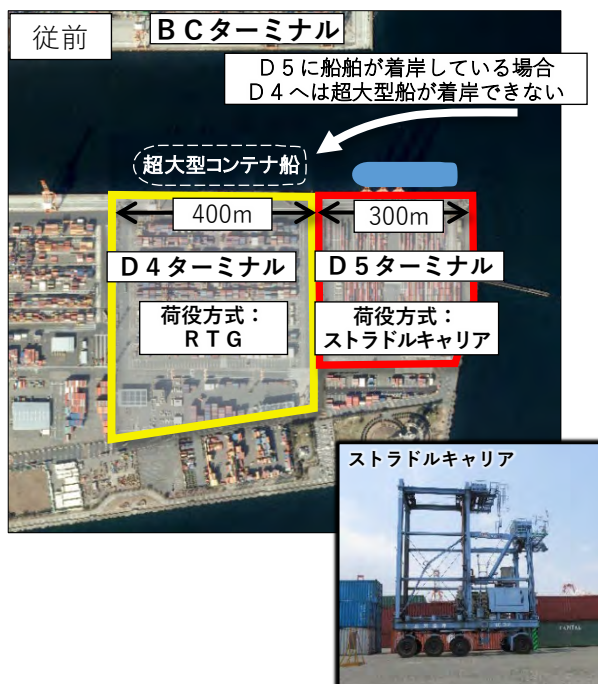 従前
ＢＣターミナル
Ｄ５に船舶が着岸している場合
Ｄ４へは超大型船が着岸できない
超大型コンテナ船
400m
300m
Ｄ４ターミナル
Ｄ５ターミナル
荷役方式：
ＲＴＧ
荷役方式：
ストラドルキャリア
ストラドルキャリア
CAPITAL